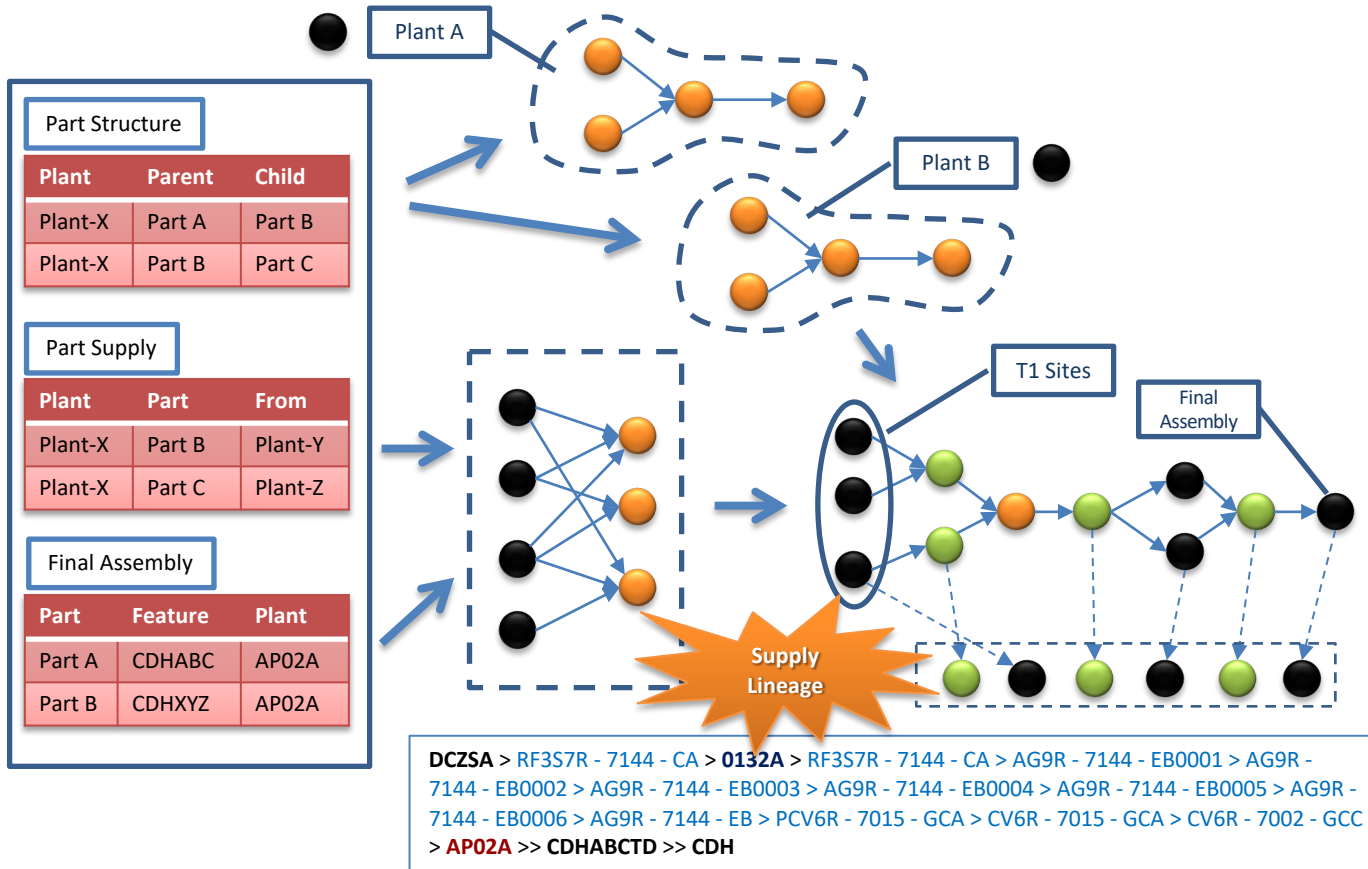 Plant A
Part Structure
Plant Parent Child
Plant-X Part A Part B
Plant-X Part B Part C
Plant B
Part Supply
Plant Part From
Plant-X Part B Plant-Y
Plant-X Part C Plant-Z
T1 Sites
Final
Assembly
Final Assembly
Part Feature Plant
Part A CDHABC AP02A
Part B CDHXYZ AP02A
Supply
Lineage
DCZSA > RF3S7R - 7144 - CA > 0132A > RF3S7R - 7144 - CA > AG9R - 7144 - EB0001 > AG9R -
7144 - EB0002 > AG9R - 7144 - EB0003 > AG9R - 7144 - EB0004 > AG9R - 7144 - EB0005 > AG9R -
7144 - EB0006 > AG9R - 7144 - EB > PCV6R - 7015 - GCA > CV6R - 7015 - GCA > CV6R - 7002 - GCC
> AP02A >> CDHABCTD >> CDH